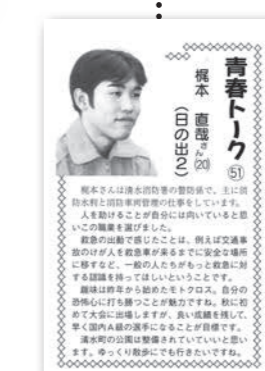 青春トーク 51
梶本 直哉さん(20)
(日の出2)
梶本さんは清水消防署の警防係で、主に消
防水利と消防車両管理の仕事をしています。
人を助けることが自分には向いていると思
いこの職業を選びました。
救急の出動で感じたことは、例えば交通事
故のけが人を救急車が来るまでに安全な場所
に移すなど、一般の人たちがもっと救急に対
する認識を持ってほしいということです。
趣味は昨年から始めたモトクロス。自分の
恐怖心に打ち勝つことが魅力ですね。秋に初
めて大会に出場しますが、良い成績を残して、
早く国内A級の選手になることが目標です。
清水町の公園は整備されていていいと思い
ます。ゆっくり散歩にでも行きたいですね。